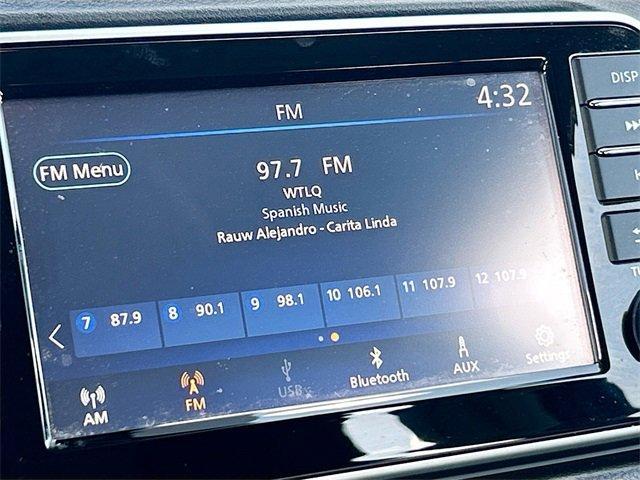 DISP
FM
4:32
FM Menu
97.7 FM
WTLQ
Spanish Music
Rauw Alejandro - Carita Linda
7 87.9 8 90.1 9 98.1 10 106.1 11 107.9 12 107.9
AM FM USB Bluetooth AUX Settings